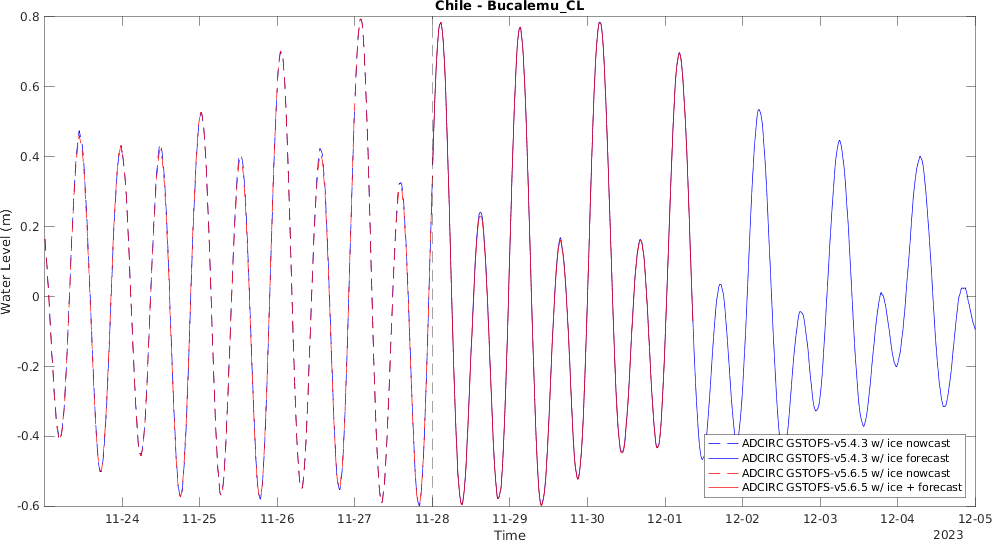 Chile - Bucalemu_CL
Water Level (m)
0.8
0.6
0.4
0.2
0
-0.2
-0.4
-0.6
ADCIRC GSTOFS-v5.4.3 w/ ice nowcast
ADCIRC GSTOFS-v5.4.3 w/ ice forecast
ADCIRC GSTOFS-v5.6.5 w/ ice nowcast
ADCIRC GSTOFS-v5.6.5 w/ ice + forecast
11-24 11-25 11-26 11-27 11-28 11-29 11-30 12-01 12-02 12-03 12-04 12-05
Time
2023